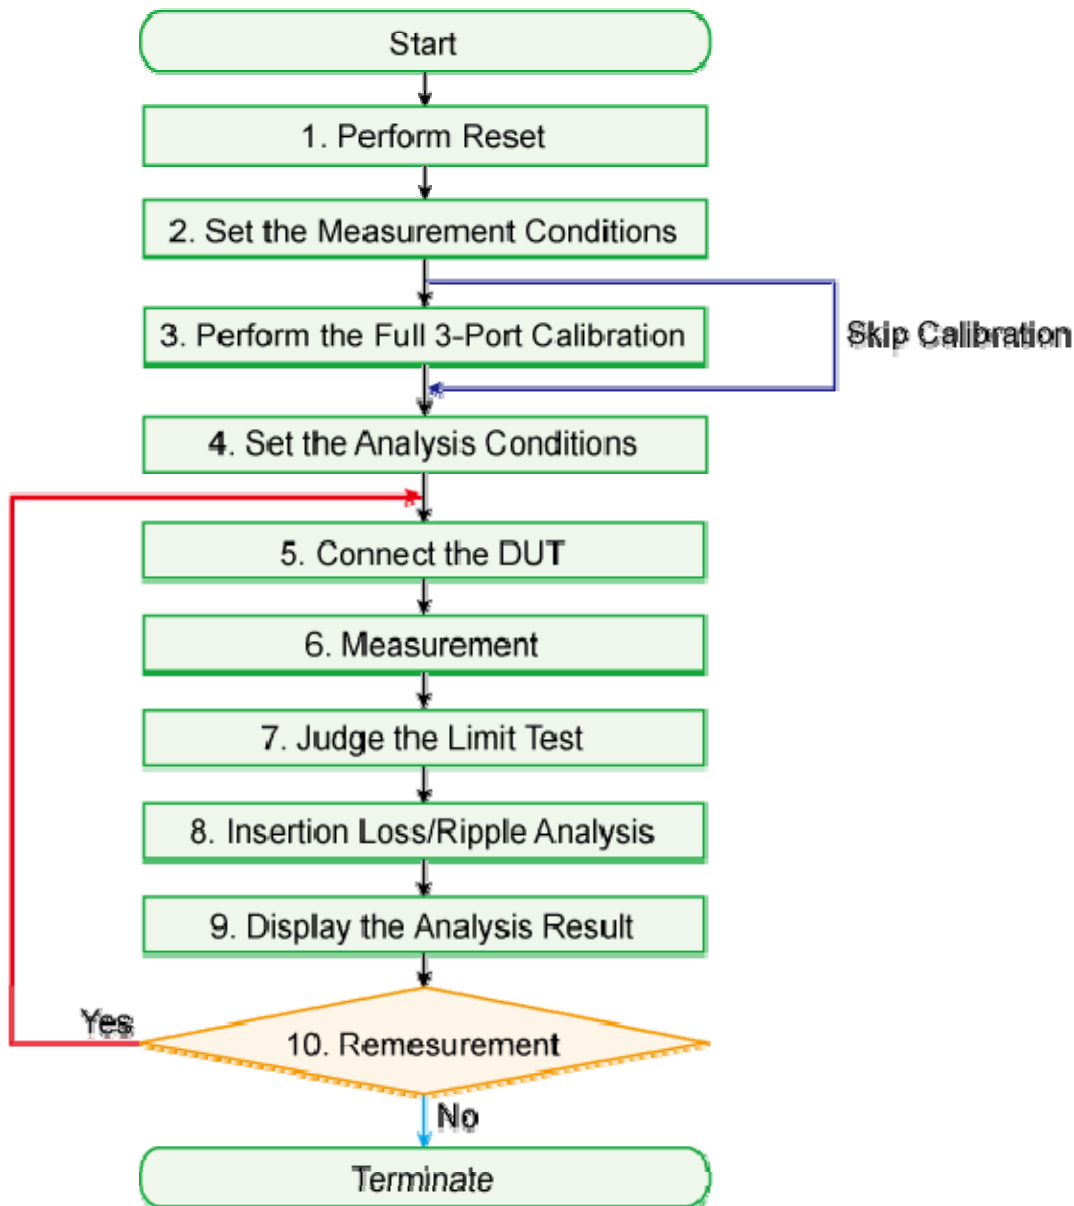 Start
1. Perform Reset
2. Set the Measurement Conditions
3. Perform the Full 3-Port Calibration
Skip Calibration
4. Set the Analysis Conditions
5. Connect the DUT
6. Measurement
7. Judge the Limit Test
8. Insertion Loss/Ripple Analysis
9. Display the Analysis Result
Yes
10. Remesurement
No
Terminate